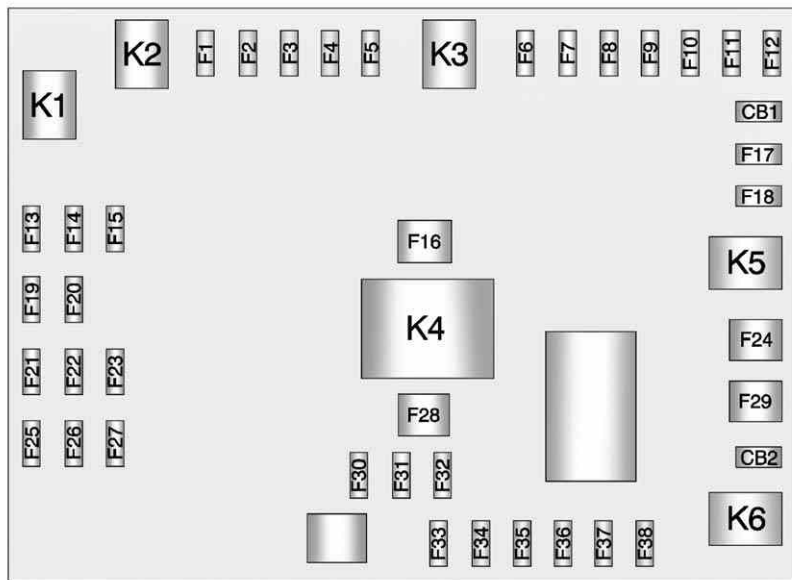 K2 F1 F2 F3 F4 F5 K3 F6 F7 F8 F9 F10 F11 F12
K1
CB1
F17
F18
F13 F14 F15
F16
K5
F19 F20
K4
F24
F21 F22 F23
F29
F28
F25 F26 F27
CB2
F30 F31 F32
K6
F33 F34 F35 F36 F37 F38